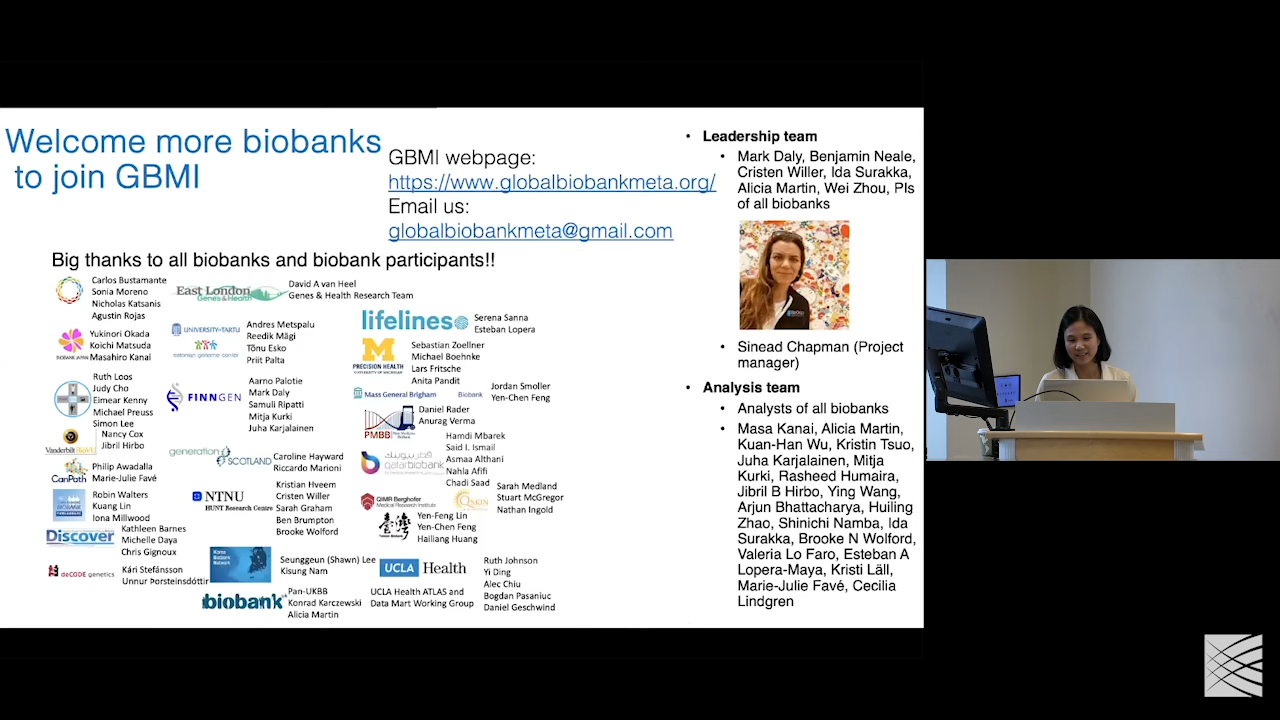 Welcome more biobanks
to join GBMI
GBMI webpage:
https://www.globalbiobankmeta.org/
Email us:
globalbiobankmeta@gmail.com
Big thanks to all biobanks and biobank participants!!
Carlos Bustamante
Sonia Moreno
Nicholas Katsanis
Agustin Rojas
East London
Genes & Health
David A van Heel
Genes & Health Research Team
lifelines
Serena Sanna
Esteban Lopera
BIOBANK JAPAN
Yukinori Okada
Koichi Matsuda
Masahiro Kanai
UNIVERSITY OF TARTU
estonian genome center
Andres Metspalu
Reedik Mägi
Tõnu Esko
Priit Palta
M
PRECISION HEALTH
UNIVERSITY OF MICHIGAN
Sebastian Zoellner
Michael Boehnke
Lars Fritsche
Anita Pandit
Ruth Loos
Judy Cho
Eimear Kenny
Michael Preuss
Simon Lee
FINNGEN
Aarno Palotie
Mark Daly
Samuli Ripatti
Mitja Kurki
Juha Karjalainen
Mass General Brigham Biobank
Jordan Smoller
Yen-Chen Feng
PMBB
Daniel Rader
Anurag Verma
Vanderbilt BioVU
Nancy Cox
Jibril Hirbo
generation
SCOTLAND
Caroline Hayward
Riccardo Marioni
قطر بيوبنك
qatarbiobank
Hamdi Mbarek
Said I. Ismail
Asmaa Althani
Nahla Afifi
Chadi Saad
CanPath
Philip Awadalla
Marie-Julie Favé
Robin Walters
Kuang Lin
Iona Millwood
NTNU
HUNT Research Centre
Kristian Hveem
Cristen Willer
Sarah Graham
Ben Brumpton
Brooke Wolford
QIMR Berghofer
Medical Research Institute
QSKIN
Sarah Medland
Stuart McGregor
Nathan Ingold
臺灣
Taiwan Biobank
Yen-Feng Lin
Yen-Chen Feng
Hailiang Huang
Discover
Kathleen Barnes
Michelle Daya
Chris Gignoux
deCODE genetics
Kári Stefánsson
Unnur Þorsteinsdóttir
Korea
Biobank
Network
Seunggeun (Shawn) Lee
Kisung Nam
UCLA Health
UCLA Health ATLAS and
Data Mart Working Group
Ruth Johnson
Yi Ding
Alec Chiu
Bogdan Pasaniuc
Daniel Geschwind
biobank
Pan-UKBB
Konrad Karczewski
Alicia Martin
• Leadership team
• Mark Daly, Benjamin Neale,
Cristen Willer, Ida Surakka,
Alicia Martin, Wei Zhou, PIs
of all biobanks
• Sinead Chapman (Project
manager)
• Analysis team
• Analysts of all biobanks
• Masa Kanai, Alicia Martin,
Kuan-Han Wu, Kristin Tsuo,
Juha Karjalainen, Mitja
Kurki, Rasheed Humaira,
Jibril B Hirbo, Ying Wang,
Arjun Bhattacharya, Huiling
Zhao, Shinichi Namba, Ida
Surakka, Brooke N Wolford,
Valeria Lo Faro, Esteban A
Lopera-Maya, Kristi Läll,
Marie-Julie Favé, Cecilia
Lindgren